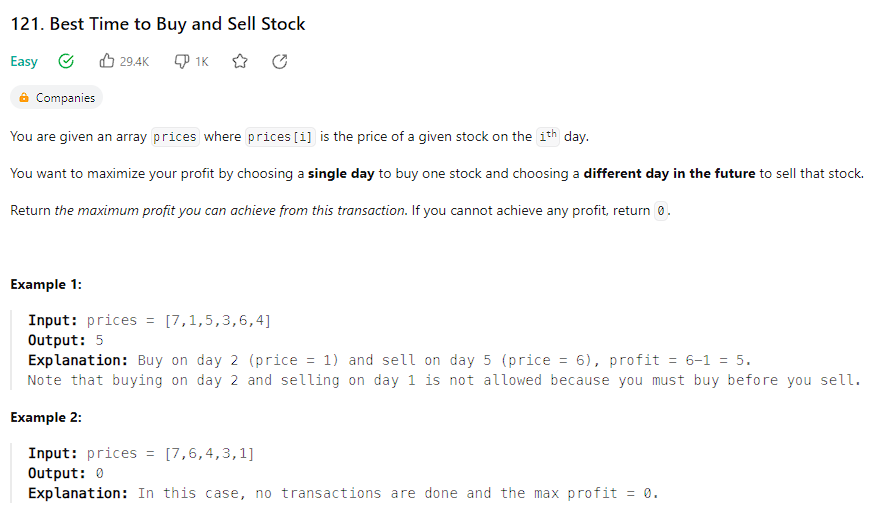 121. Best Time to Buy and Sell Stock
Easy 29.4K 1K
Companies
You are given an array prices where prices[i] is the price of a given stock on the ith day.
You want to maximize your profit by choosing a single day to buy one stock and choosing a different day in the future to sell that stock.
Return the maximum profit you can achieve from this transaction. If you cannot achieve any profit, return 0.
Example 1:
Input: prices = [7,1,5,3,6,4]
Output: 5
Explanation: Buy on day 2 (price = 1) and sell on day 5 (price = 6), profit = 6-1 = 5.
Note that buying on day 2 and selling on day 1 is not allowed because you must buy before you sell.
Example 2:
Input: prices = [7,6,4,3,1]
Output: 0
Explanation: In this case, no transactions are done and the max profit = 0.